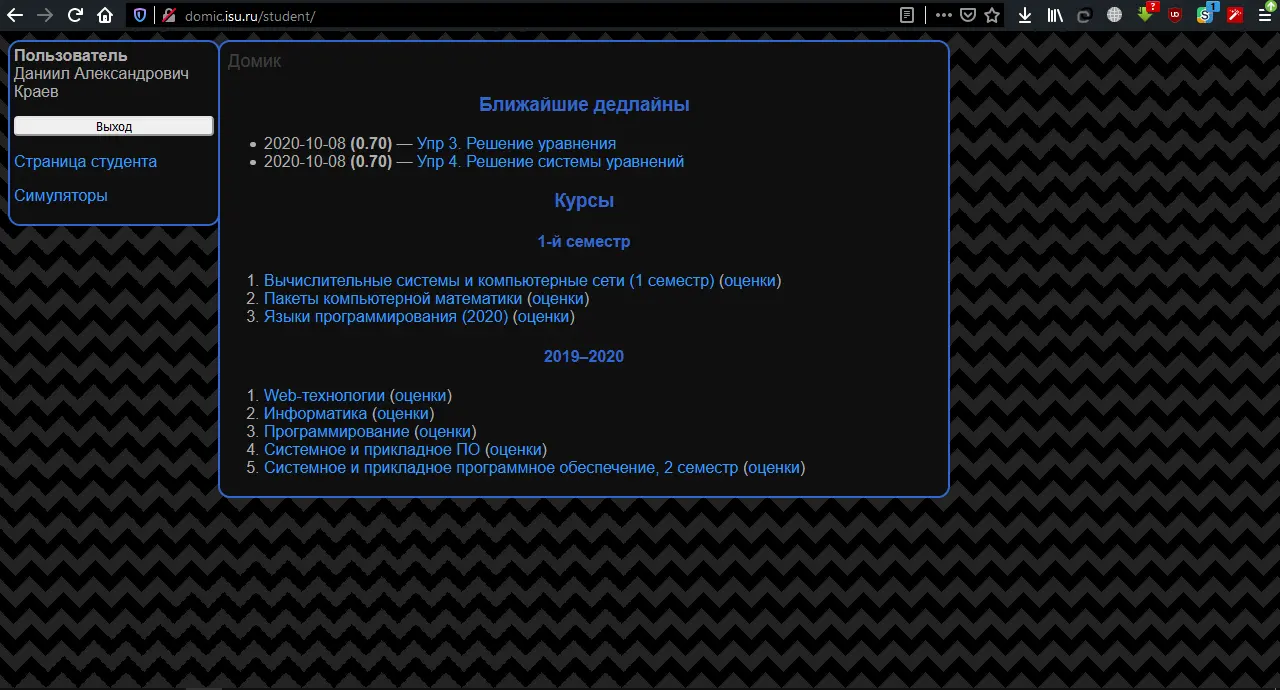 domic.isu.ru/student/
Пользователь
Даниил Александрович
Краев
Выход
Страница студента
Симуляторы
Домик
Ближайшие дедлайны
2020-10-08 (0.70) — Упр 3. Решение уравнения
2020-10-08 (0.70) — Упр 4. Решение системы уравнений
Курсы
1-й семестр
1. Вычислительные системы и компьютерные сети (1 семестр) (оценки)
2. Пакеты компьютерной математики (оценки)
3. Языки программирования (2020) (оценки)
2019–2020
1. Web-технологии (оценки)
2. Информатика (оценки)
3. Программирование (оценки)
4. Системное и прикладное ПО (оценки)
5. Системное и прикладное программное обеспечение, 2 семестр (оценки)